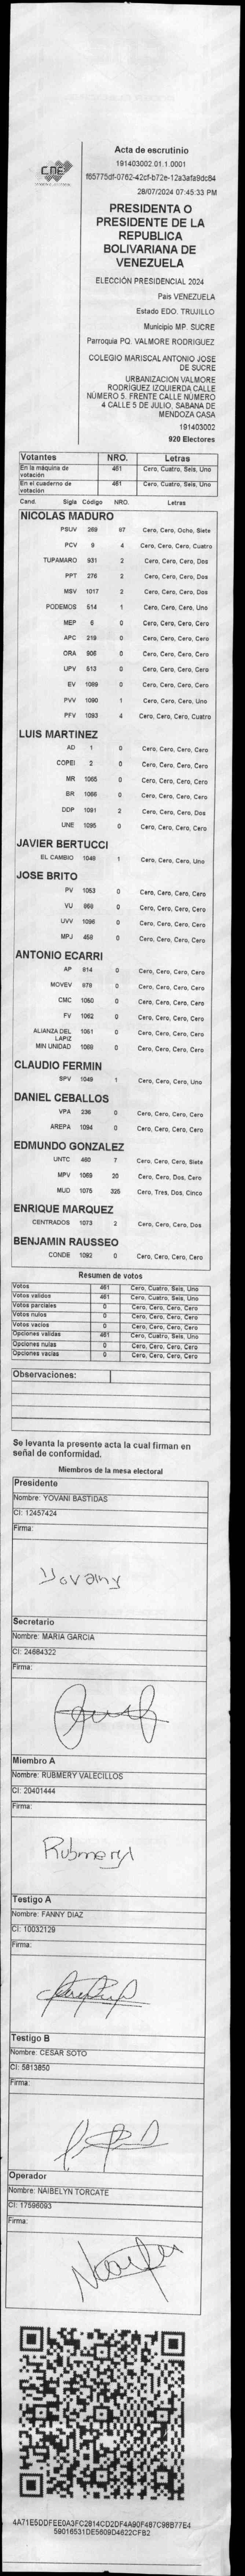 CNE
Acta de escrutinio
191403002.01.1.0001
f65775df-0762-42cf-b72e-12a3afa9dc84
28/07/2024 07:45:33 PM
PRESIDENTA O
PRESIDENTE DE LA
REPUBLICA
BOLIVARIANA DE
VENEZUELA
ELECCIÓN PRESIDENCIAL 2024
País VENEZUELA
Estado EDO. TRUJILLO
Municipio MP. SUCRE
Parroquia PQ. VALMORE RODRIGUEZ
COLEGIO MARISCAL ANTONIO JOSE
DE SUCRE
URBANIZACION VALMORE
RODRÍGUEZ IZQUIERDA CALLE
NÚMERO 5. FRENTE CALLE NÚMERO
4 CALLE 5 DE JULIO, SABANA DE
MENDOZA CASA
191403002
920 Electores
Votantes NRO. Letras
En la máquina de votación 461 Cero, Cuatro, Seis, Uno
En el cuaderno de votación 461 Cero, Cuatro, Seis, Uno
Cand. Sigla Código NRO. Letras
NICOLAS MADURO
PSUV 269 87 Cero, Cero, Ocho, Siete
PCV 9 4 Cero, Cero, Cero, Cuatro
TUPAMARO 931 2 Cero, Cero, Cero, Dos
PPT 276 2 Cero, Cero, Cero, Dos
MSV 1017 2 Cero, Cero, Cero, Dos
PODEMOS 514 1 Cero, Cero, Cero, Uno
MEP 6 0 Cero, Cero, Cero, Cero
APC 219 0 Cero, Cero, Cero, Cero
ORA 906 0 Cero, Cero, Cero, Cero
UPV 513 0 Cero, Cero, Cero, Cero
EV 1089 0 Cero, Cero, Cero, Cero
PVV 1090 1 Cero, Cero, Cero, Uno
PFV 1093 4 Cero, Cero, Cero, Cuatro
LUIS MARTINEZ
AD 1 0 Cero, Cero, Cero, Cero
COPEI 2 0 Cero, Cero, Cero, Cero
MR 1065 0 Cero, Cero, Cero, Cero
BR 1066 0 Cero, Cero, Cero, Cero
DDP 1091 2 Cero, Cero, Cero, Dos
UNE 1095 0 Cero, Cero, Cero, Cero
JAVIER BERTUCCI
EL CAMBIO 1048 1 Cero, Cero, Cero, Uno
JOSE BRITO
PV 1053 0 Cero, Cero, Cero, Cero
VU 868 0 Cero, Cero, Cero, Cero
UVV 1096 0 Cero, Cero, Cero, Cero
MPJ 458 0 Cero, Cero, Cero, Cero
ANTONIO ECARRI
AP 814 0 Cero, Cero, Cero, Cero
MOVEV 979 0 Cero, Cero, Cero, Cero
CMC 1050 0 Cero, Cero, Cero, Cero
FV 1062 0 Cero, Cero, Cero, Cero
ALIANZA DEL LAPIZ 1051 0 Cero, Cero, Cero, Cero
MIN UNIDAD 1088 0 Cero, Cero, Cero, Cero
CLAUDIO FERMIN
SPV 1049 1 Cero, Cero, Cero, Uno
DANIEL CEBALLOS
VPA 236 0 Cero, Cero, Cero, Cero
AREPA 1094 0 Cero, Cero, Cero, Cero
EDMUNDO GONZALEZ
UNTC 460 7 Cero, Cero, Cero, Siete
MPV 1069 20 Cero, Cero, Dos, Cero
MUD 1075 325 Cero, Tres, Dos, Cinco
ENRIQUE MARQUEZ
CENTRADOS 1073 2 Cero, Cero, Cero, Dos
BENJAMIN RAUSSEO
CONDE 1092 0 Cero, Cero, Cero, Cero
Resumen de votos
Votos 461 Cero, Cuatro, Seis, Uno
Votos validos 461 Cero, Cuatro, Seis, Uno
Votos parciales 0 Cero, Cero, Cero, Cero
Votos nulos 0 Cero, Cero, Cero, Cero
Votos vacios 0 Cero, Cero, Cero, Cero
Opciones validas 461 Cero, Cuatro, Seis, Uno
Opciones nulas 0 Cero, Cero, Cero, Cero
Opciones vacias 0 Cero, Cero, Cero, Cero
Observaciones:
Se levanta la presente acta la cual firman en
señal de conformidad.
Miembros de la mesa electoral
Presidente
Nombre: YOVANI BASTIDAS
CI: 12457424
Firma:
Yovainy
Secretario
Nombre: MARIA GARCIA
CI: 24684322
Firma:
Miembro A
Nombre: RUBMERY VALECILLOS
CI: 20401444
Firma:
Rubmery
Testigo A
Nombre: FANNY DIAZ
CI: 10032129
Firma:
Testigo B
Nombre: CESAR SOTO
CI: 5813850
Firma:
Operador
Nombre: NAIBELYN TORCATE
CI: 17596093
Firma:
4A71E5DDFEE0A3FC2814CD2DF4A90F487C98B77E4
59016531DE5609D4622CFB2